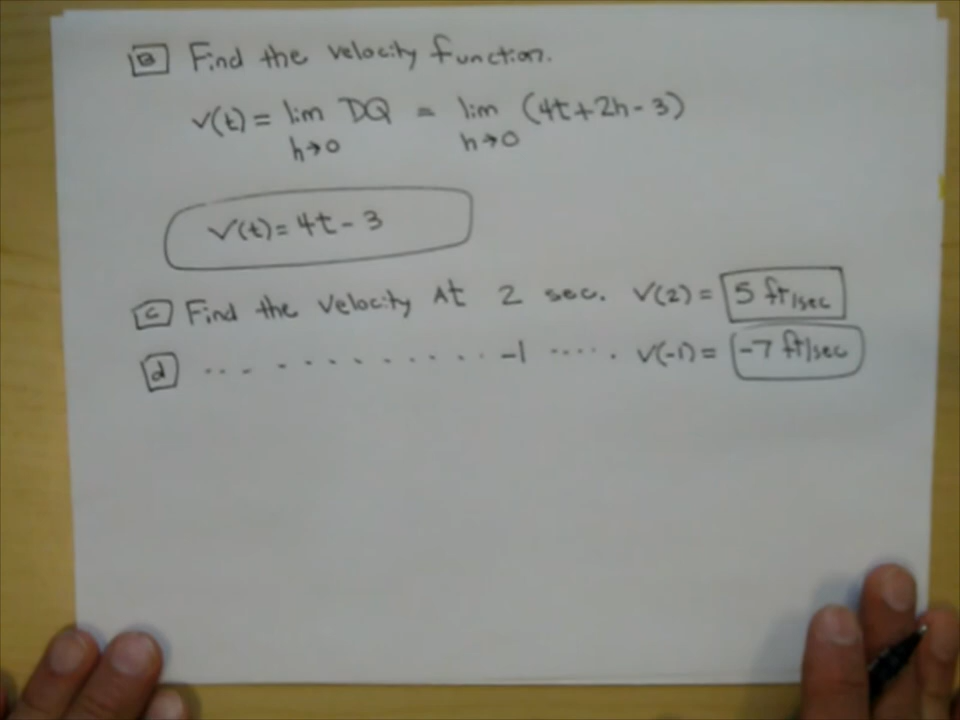 B Find the velocity function.
v(t) = lim DQ = lim (4t+2h-3)
h→0 h→0
v(t) = 4t - 3
C Find the velocity At 2 sec. v(2) = 5 ft/sec
d .. - . . . . . . . . . . -1 ..... v(-1) = -7 ft/sec